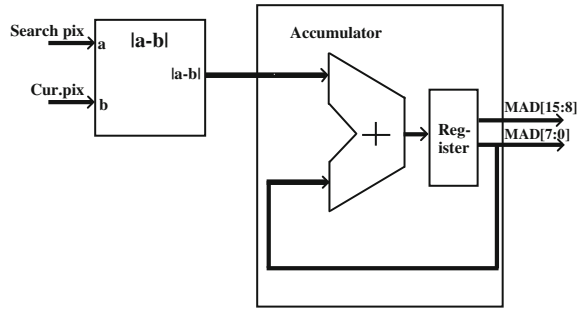 Search pix
a
|a-b|
|a-b|
Cur.pix
b
Accumulator
+
Reg-
ister
MAD[15:8]
MAD[7:0]